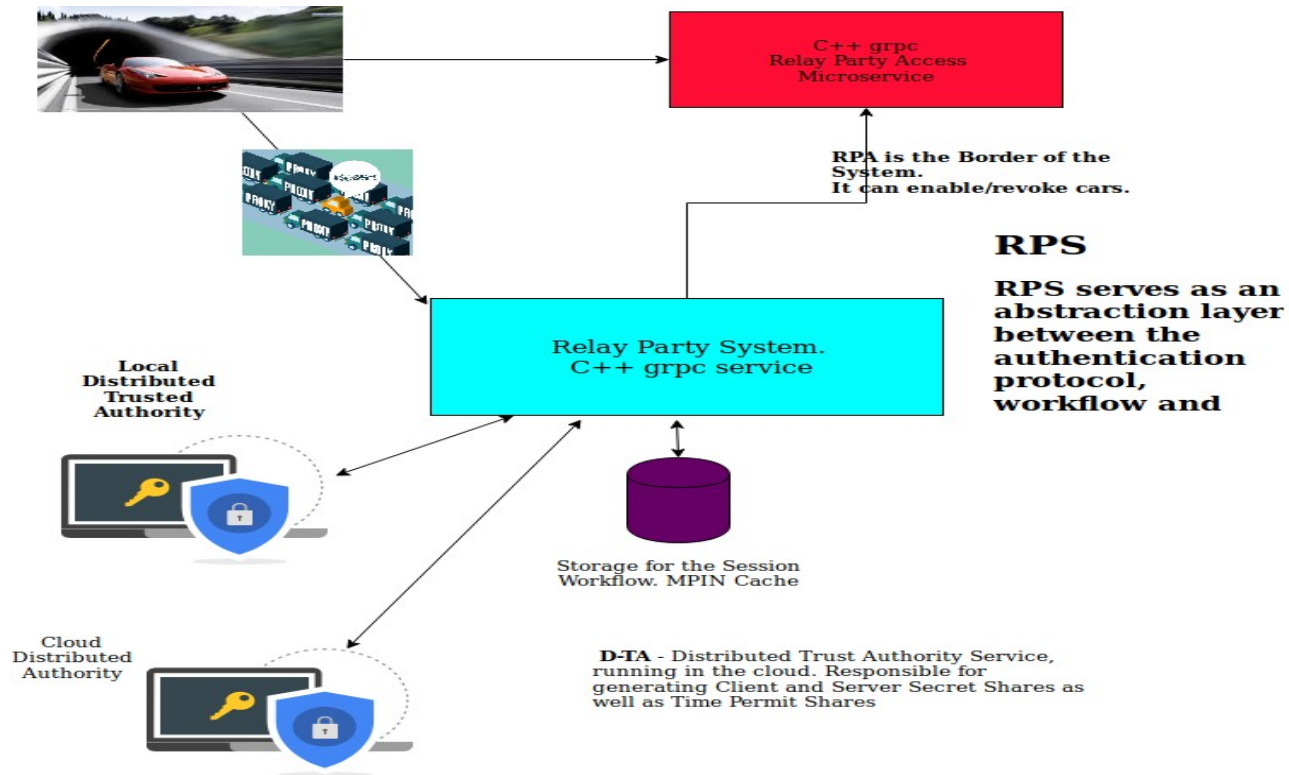 C++ grpc
Relay Party Access
Microservice
RPA is the Border of the
System.
It can enable/revoke cars.
PROXY
RPS
RPS serves as an
abstraction layer
between the
authentication
protocol,
workflow and
Relay Party System.
C++ grpc service
Local
Distributed
Trusted
Authority
Storage for the Session
Workflow. MPIN Cache
Cloud
Distributed
Authority
D-TA - Distributed Trust Authority Service,
running in the cloud. Responsible for
generating Client and Server Secret Shares as
well as Time Permit Shares